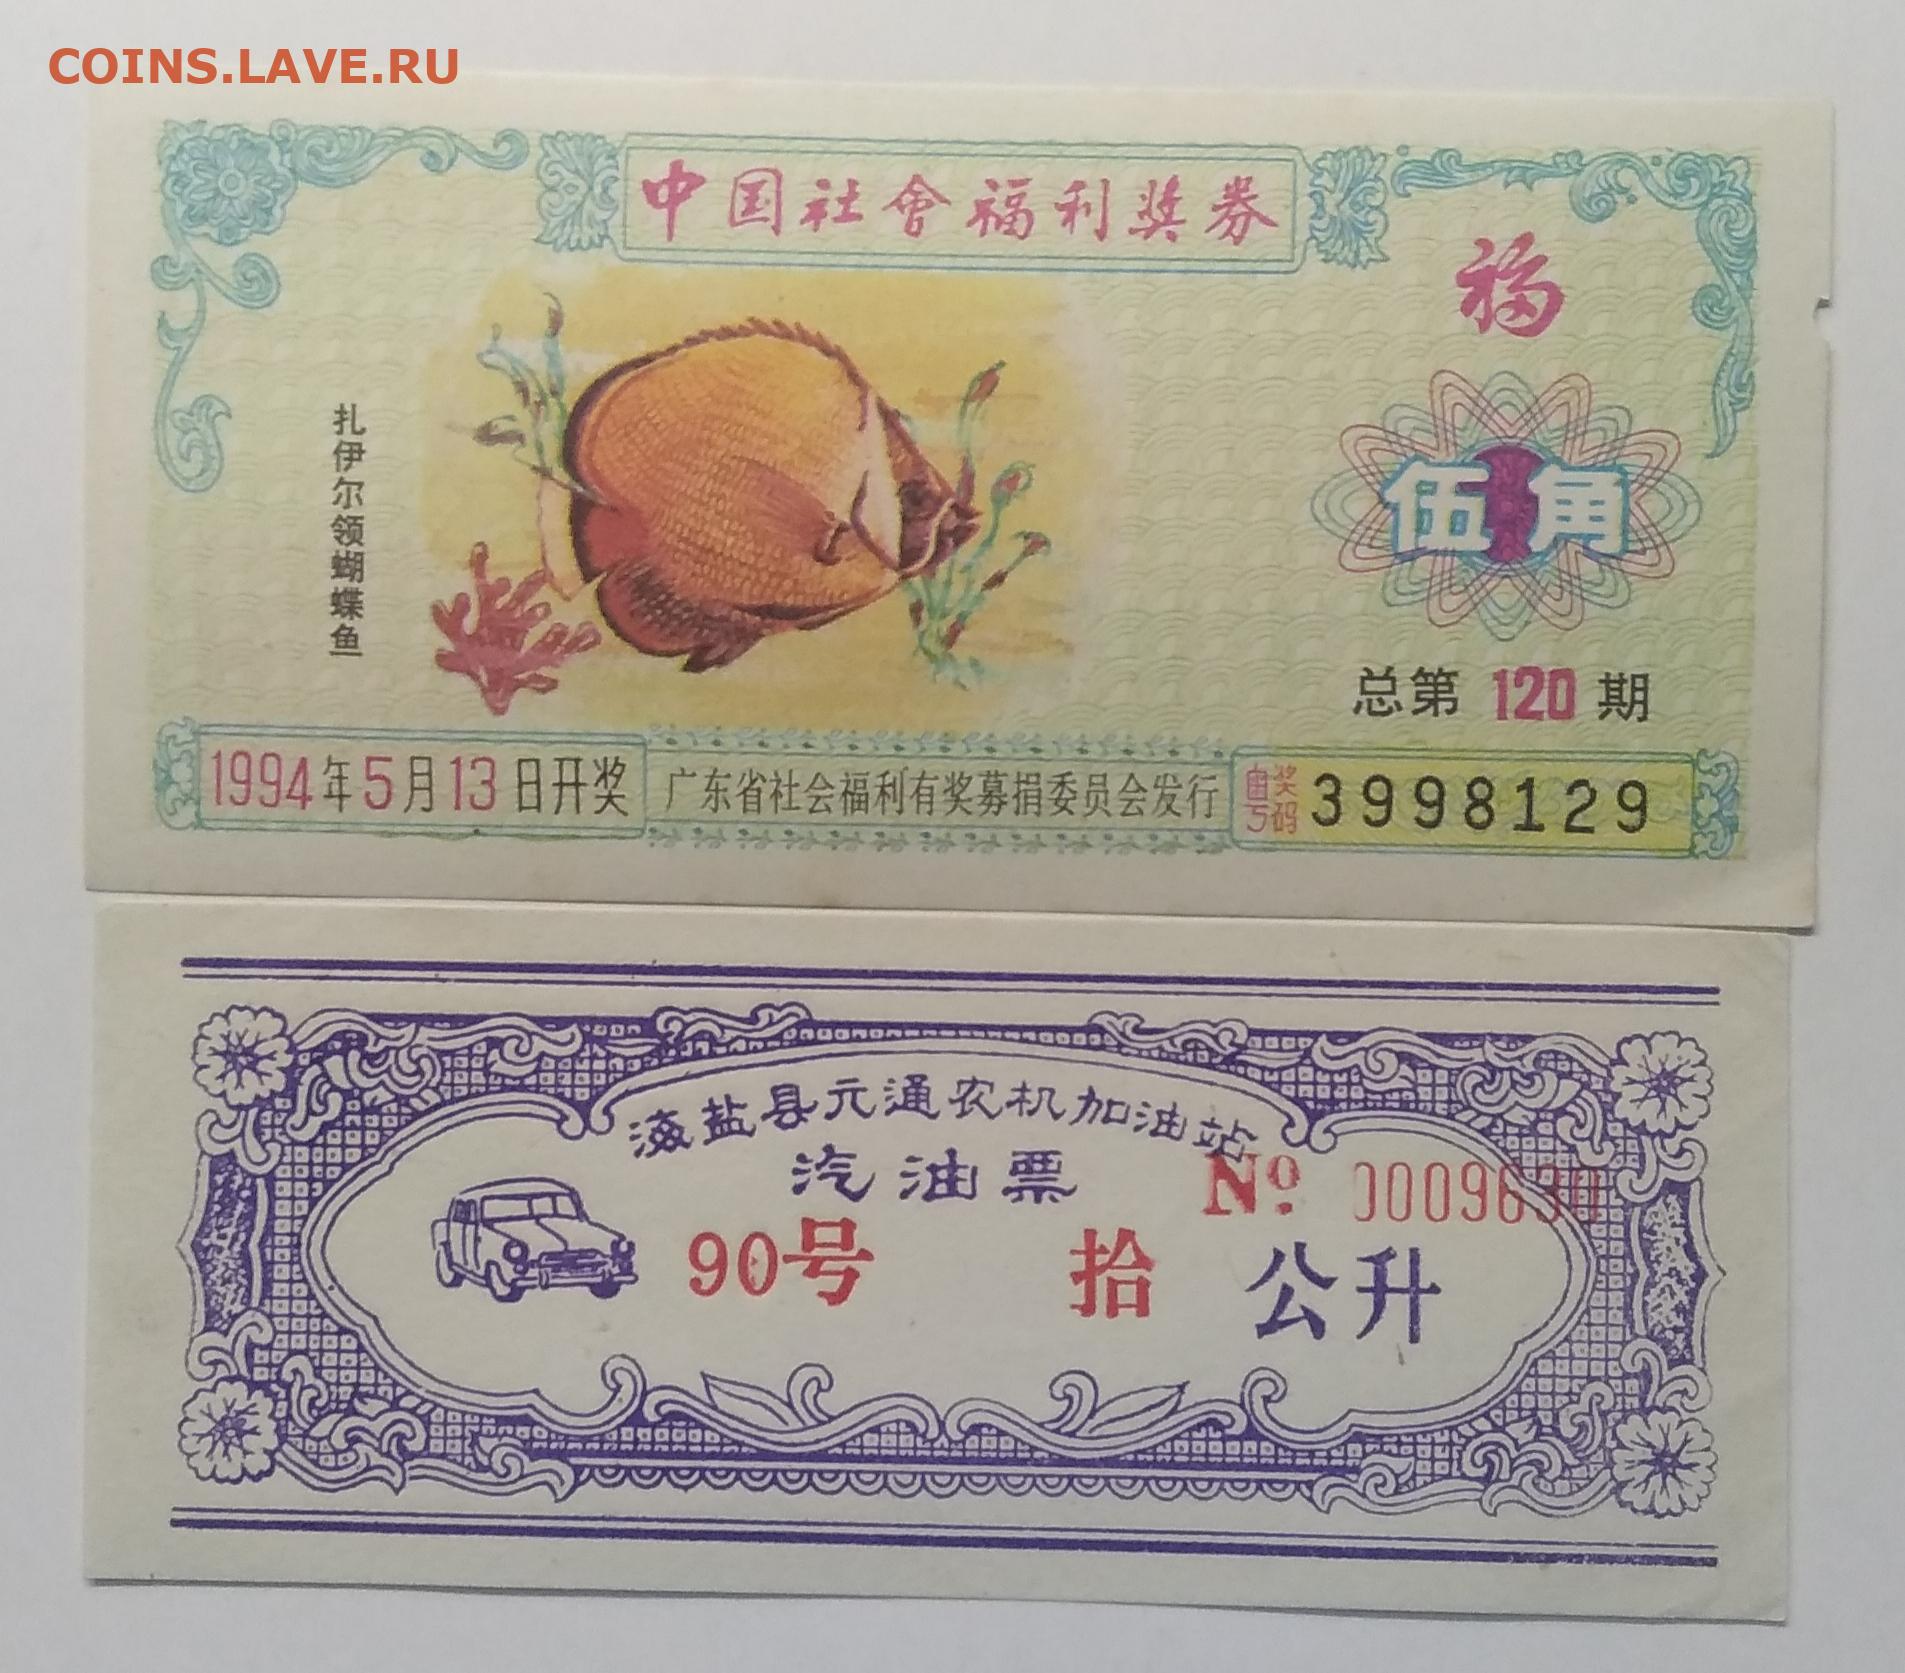 COINS.LAVE.RU
中国社會福利奖券
福
扎伊尔领蝴蝶鱼
伍角
总第 120 期
1994年5月13日开奖
广东省社会福利有奖募捐委员会发行
奖
号码
3998129
海盐县元通农机加油站
汽油票
Nº 0009630
90号 拾 公升